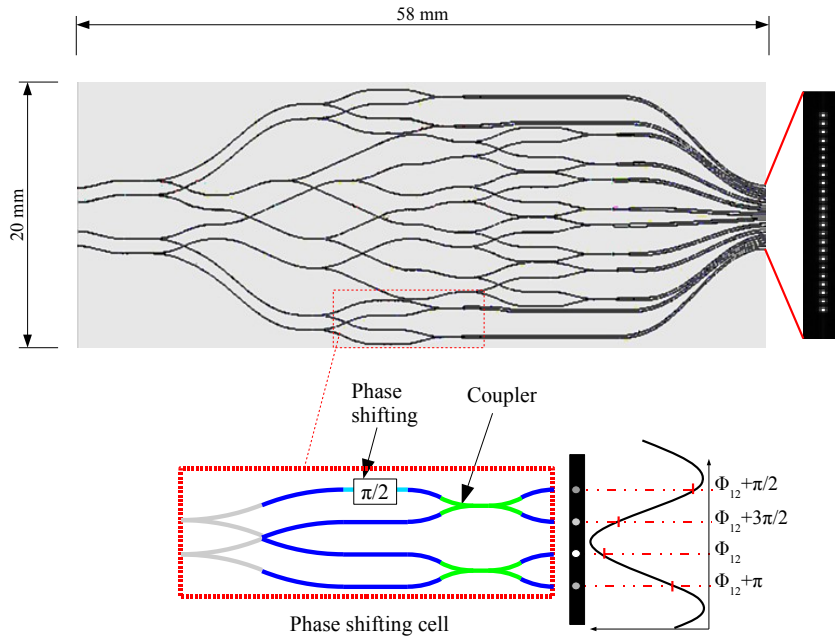 58 mm
20 mm
Phase
shifting
Coupler
π/2
Φ₁₂+π/2
Φ₁₂+3π/2
Φ₁₂
Φ₁₂+π
Phase shifting cell